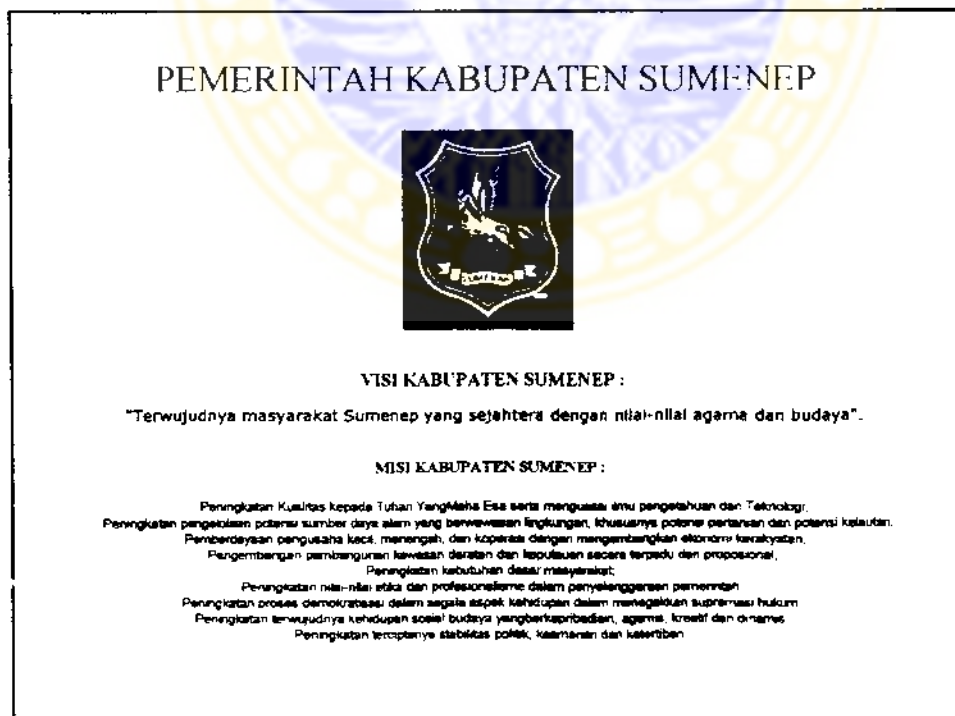 PEMERINTAH KABUPATEN SUMENEP
SUMENEP
VISI KABUPATEN SUMENEP :
"Terwujudnya masyarakat Sumenep yang sejahtera dengan nilai-nilai agama dan budaya".
MISI KABUPATEN SUMENEP :
Peningkatan Kualitas kepada Tuhan YangMaha Esa serta menguasai ilmu pengetahuan dan Teknologi;
Peningkatan pengelolaan potensi sumber daya alam yang berwawasan lingkungan, khususnya potensi pertanian dan potensi kelautan.
Pemberdayaan pengusaha kecil, menengah, dan koperasi dengan mengembangkan ekonomi kerakyatan;
Pengembangan pembangunan kawasan daratan dan kepulauan secara terpadu dan proposional;
Peningkatan kebutuhan dasar masyarakat;
Peningkatan nilai-nilai etika dan profesionalisme dalam penyelenggaraan pemerintah
Peningkatan proses demokratisasi dalam segala aspek kehidupan dalam menegakkan supremasi hukum
Peningkatan terwujudnya kehidupan sosial budaya yangberkepribadian, agamis, kreatif dan dinamis
Peningkatan terciptanya stabilitas politik, keamanan dan ketertiban